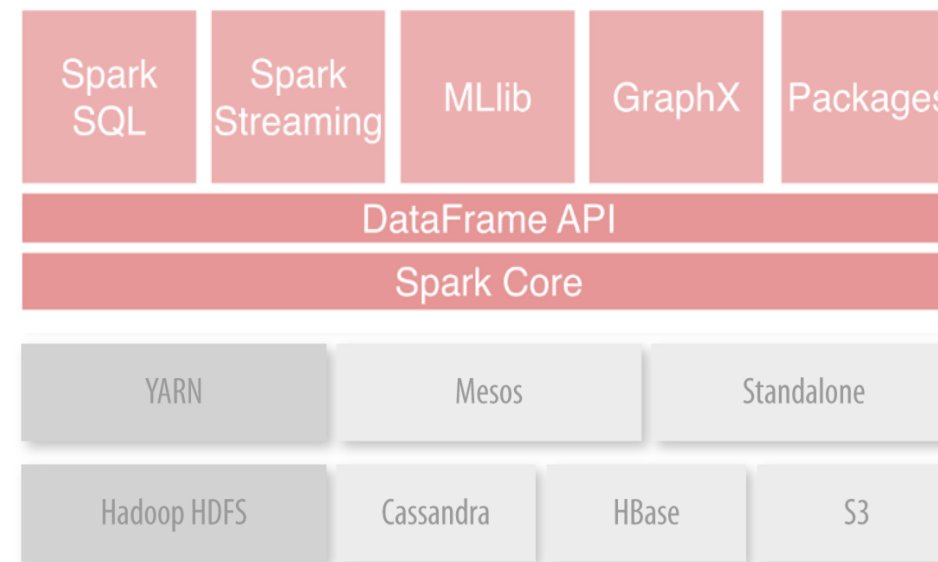 Spark
SQL
Spark
Streaming
MLlib
GraphX
Packages
DataFrame API
Spark Core
YARN
Mesos
Standalone
Hadoop HDFS
Cassandra
HBase
S3